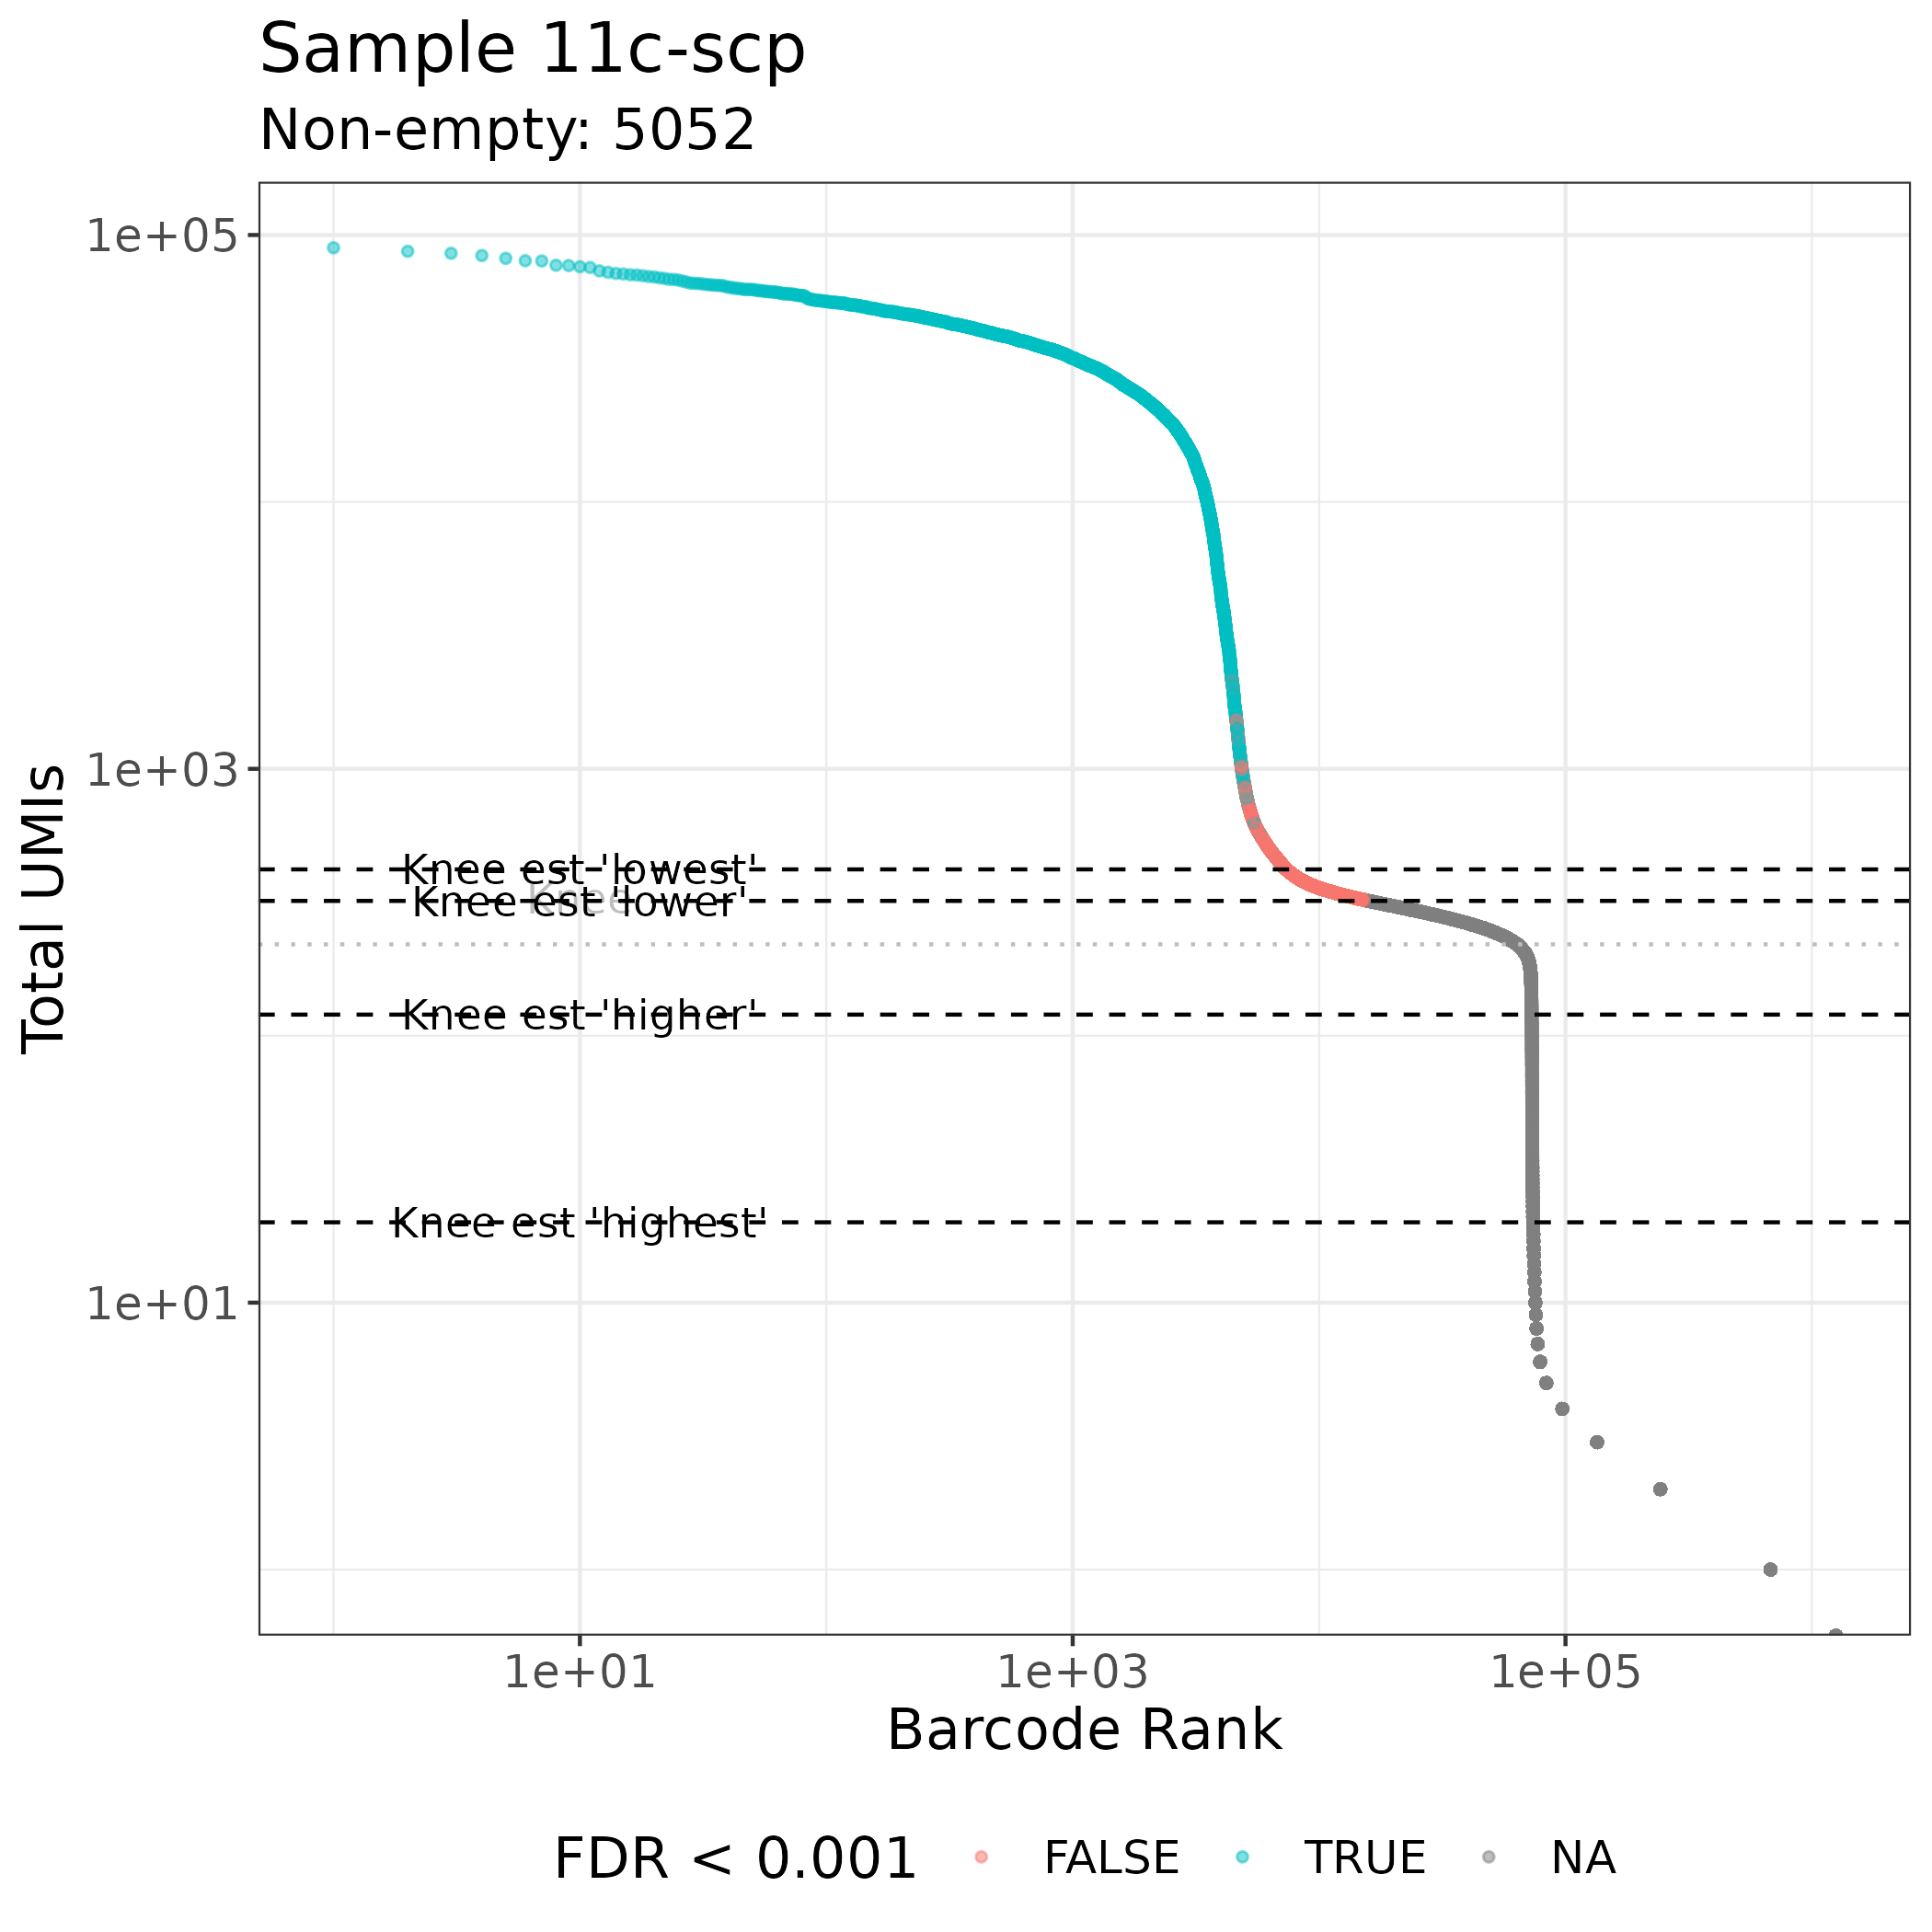 Sample 11c-scp
Non-empty: 5052
1e+05
1e+03
1e+01
Total UMIs
Knee est 'lowest'
Knee
Knee est 'lower'
Knee est 'higher'
Knee est 'highest'
1e+01 1e+03 1e+05
Barcode Rank
FDR < 0.001 FALSE TRUE NA